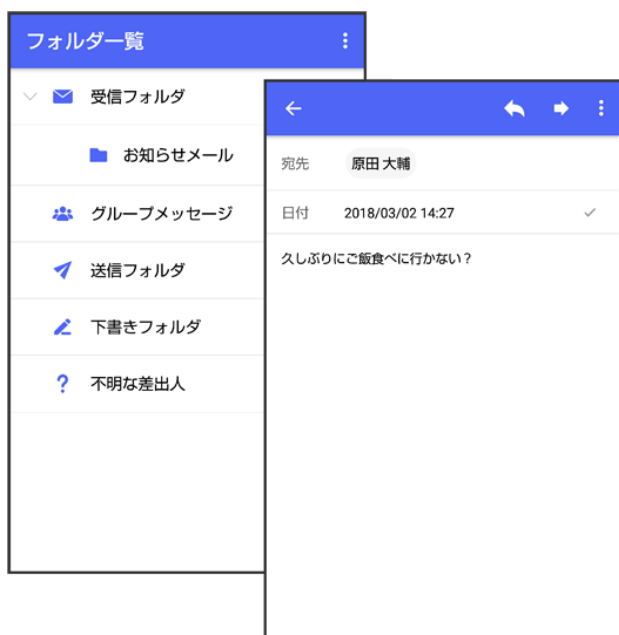 フォルダ一覧
受信フォルダ
お知らせメール
グループメッセージ
送信フォルダ
下書きフォルダ
不明な差出人
宛先 原田 大輔
日付 2018/03/02 14:27
久しぶりにご飯食べに行かない？